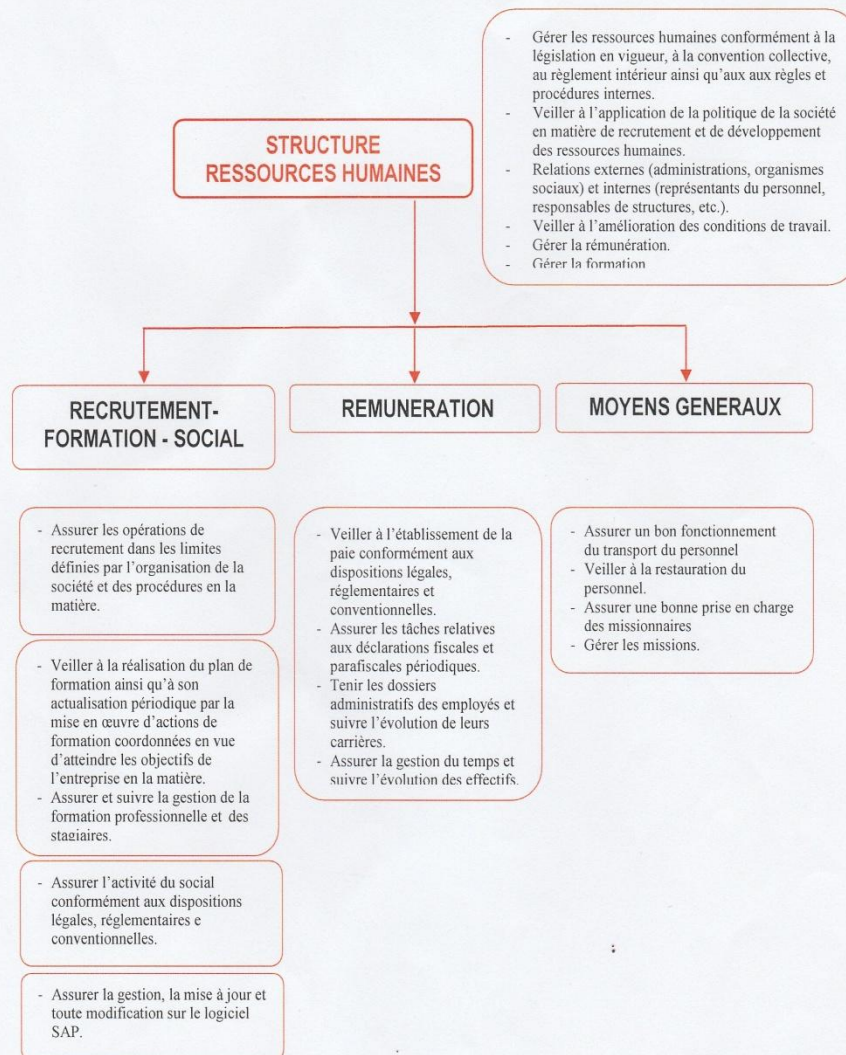 - Gérer les ressources humaines conformément à la
législation en vigueur, à la convention collective,
au règlement intérieur ainsi qu'aux aux règles et
procédures internes.
- Veiller à l'application de la politique de la société
en matière de recrutement et de développement
des ressources humaines.
- Relations externes (administrations, organismes
sociaux) et internes (représentants du personnel,
responsables de structures, etc.).
- Veiller à l'amélioration des conditions de travail.
- Gérer la rémunération.
- Gérer la formation
STRUCTURE
RESSOURCES HUMAINES
RECRUTEMENT-
FORMATION - SOCIAL
REMUNERATION
MOYENS GENERAUX
- Assurer les opérations de
recrutement dans les limites
définies par l'organisation de la
société et des procédures en la
matière.
- Veiller à la réalisation du plan de
formation ainsi qu'à son
actualisation périodique par la
mise en œuvre d'actions de
formation coordonnées en vue
d'atteindre les objectifs de
l'entreprise en la matière.
- Assurer et suivre la gestion de la
formation professionnelle et des
stagiaires.
- Assurer l'activité du social
conformément aux dispositions
légales, réglementaires e
conventionnelles.
- Assurer la gestion, la mise à jour et
toute modification sur le logiciel
SAP.
- Veiller à l'établissement de la
paie conformément aux
dispositions légales,
réglementaires et
conventionnelles.
- Assurer les tâches relatives
aux déclarations fiscales et
parafiscales périodiques.
- Tenir les dossiers
administratifs des employés et
suivre l'évolution de leurs
carrières.
- Assurer la gestion du temps et
suivre l'évolution des effectifs.
- Assurer un bon fonctionnement
du transport du personnel
- Veiller à la restauration du
personnel.
- Assurer une bonne prise en charge
des missionnaires
- Gérer les missions.